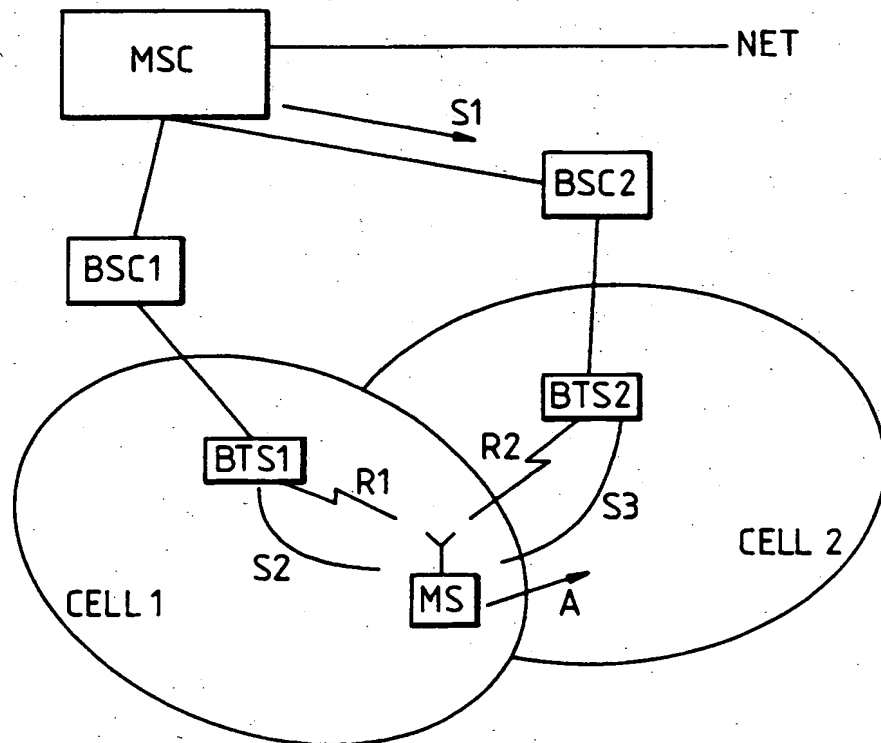 MSC
NET
S1
BSC2
BSC1
BTS2
BTS1
R2
R1
S3
S2
CELL 2
MS
CELL 1
A